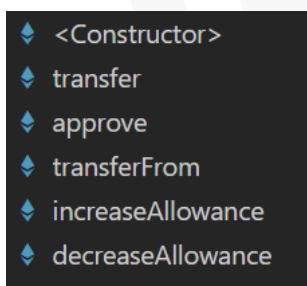 <Constructor>
transfer
approve
transferFrom
increaseAllowance
decreaseAllowance